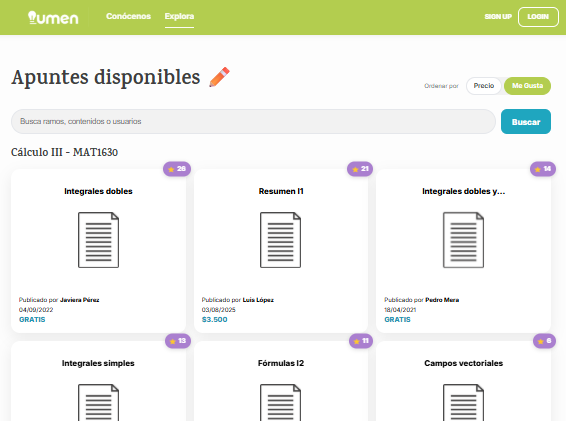 Lumen
Conócenos
Explora
SIGN UP
LOGIN
Apuntes disponibles
Ordenar por
Precio
Me Gusta
Busca ramos, contenidos o usuarios
Buscar
Cálculo III - MAT1630
26
Integrales dobles
Publicado por Javiera Pérez
04/09/2022
GRATIS
21
Resumen I1
Publicado por Luis López
03/08/2025
$3.500
14
Integrales dobles y...
Publicado por Pedro Mera
18/04/2021
GRATIS
13
Integrales simples
11
Fórmulas I2
6
Campos vectoriales